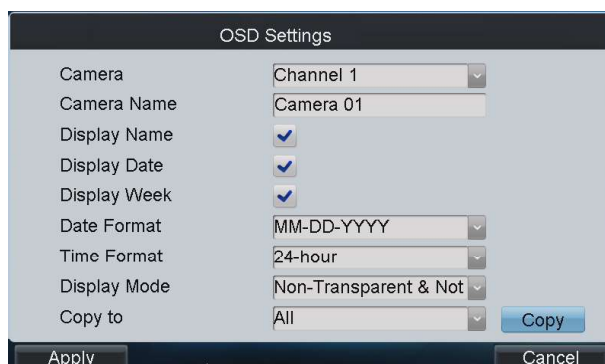 OSD Settings
Camera Channel 1
Camera Name Camera 01
Display Name
Display Date
Display Week
Date Format MM-DD-YYYY
Time Format 24-hour
Display Mode Non-Transparent & Not
Copy to All Copy
Apply Cancel